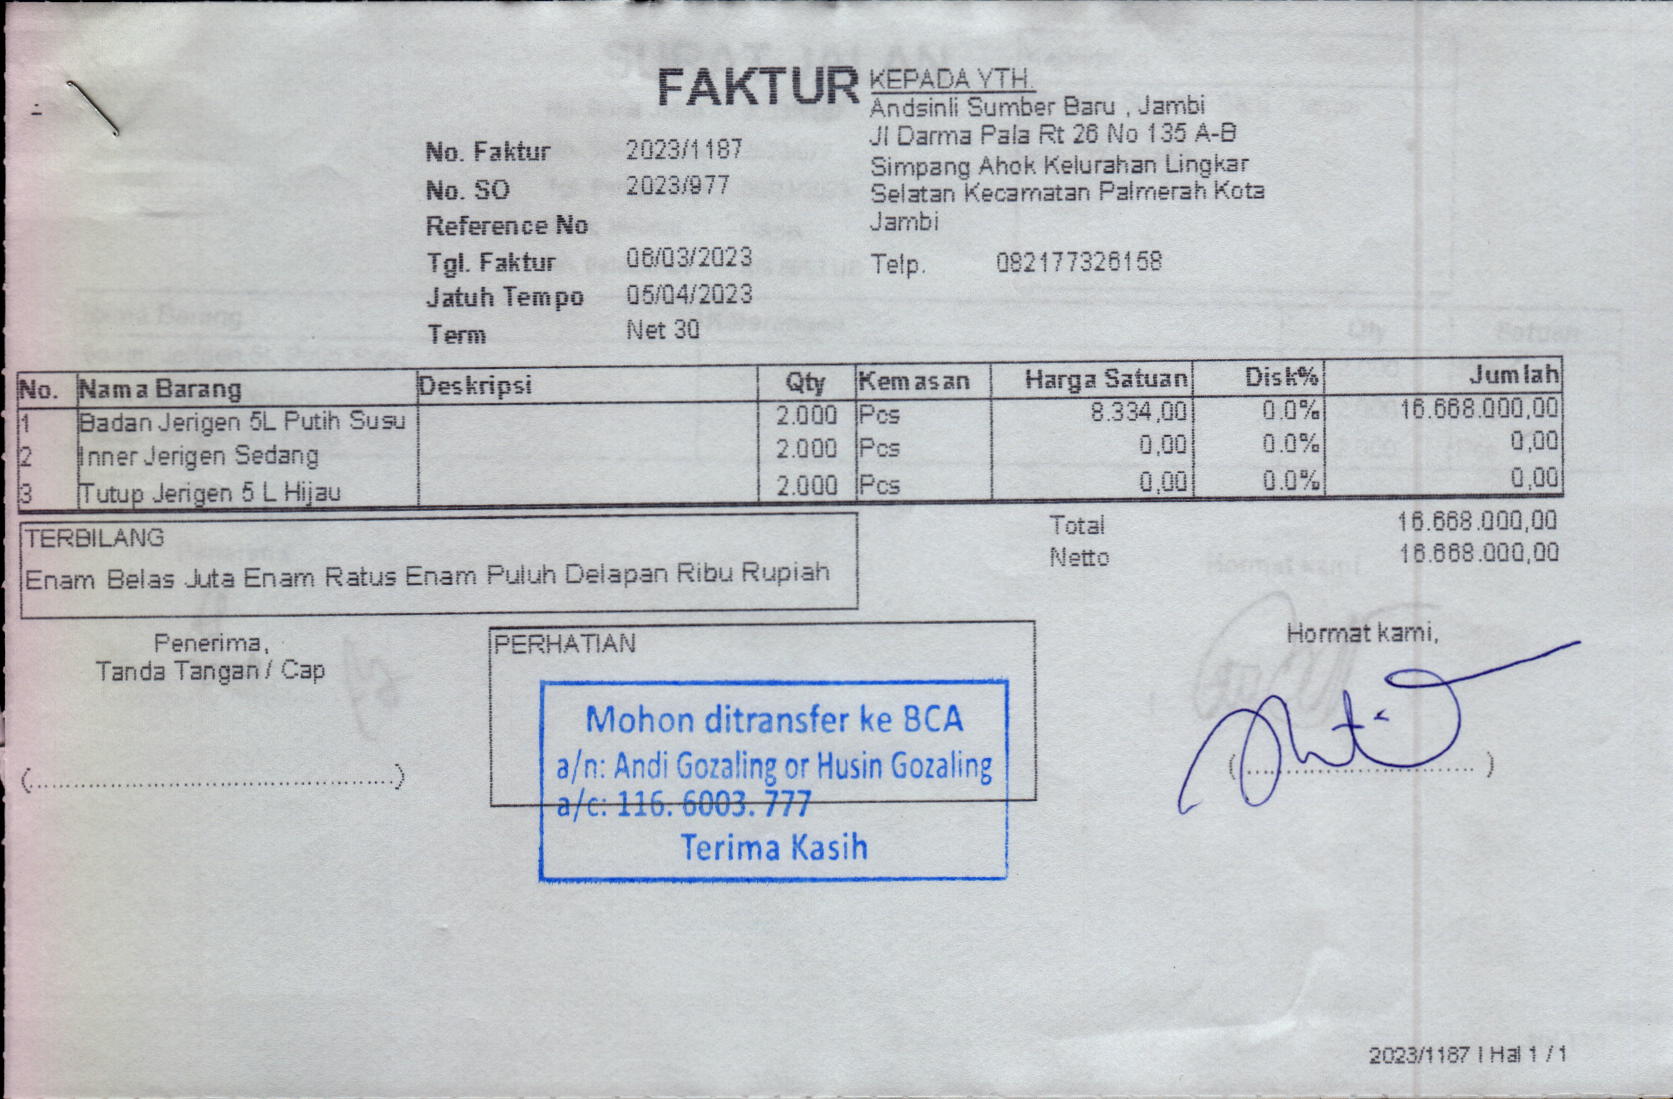 FAKTUR
KEPADA YTH.
Andsinli Sumber Baru , Jambi
Jl Darma Pala Rt 26 No 135 A-B
Simpang Ahok Kelurahan Lingkar
Selatan Kecamatan Palmerah Kota
Jambi
Telp. 082177326158
No. Faktur 2023/1187
No. SO 2023/977
Reference No
Tgl. Faktur 06/03/2023
Jatuh Tempo 05/04/2023
Term Net 30
No. Nama Barang Deskripsi Qty Kemasan Harga Satuan Disk% Jumlah
1 Badan Jerigen 5L Putih Susu 2.000 Pcs 8.334,00 0.0% 16.668.000,00
2 Inner Jerigen Sedang 2.000 Pcs 0,00 0.0% 0,00
3 Tutup Jerigen 5 L Hijau 2.000 Pcs 0,00 0.0% 0,00
Total 16.668.000,00
Netto 16.668.000,00
TERBILANG
Enam Belas Juta Enam Ratus Enam Puluh Delapan Ribu Rupiah
Penerima,
Tanda Tangan / Cap
(............................................)
PERHATIAN
Mohon ditransfer ke BCA
a/n: Andi Gozaling or Husin Gozaling
a/c: 116. 6003. 777
Terima Kasih
Hormat kami,
(............................)
2023/1187 | Hal 1 / 1